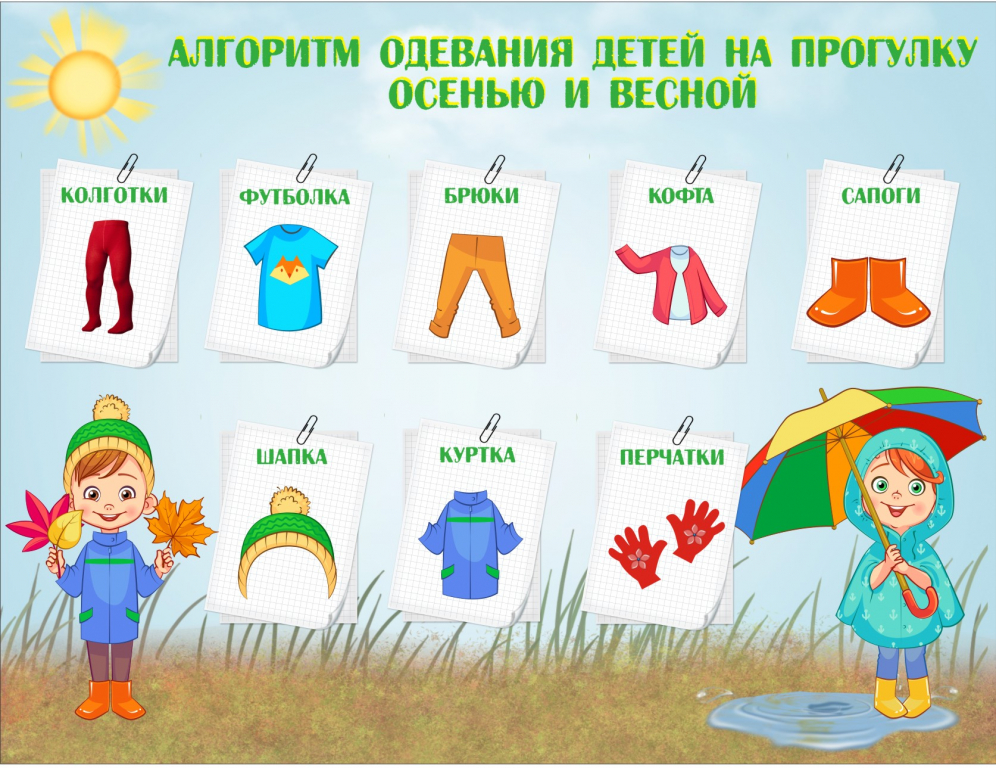 АЛГОРИТМ ОДЕВАНИЯ ДЕТЕЙ НА ПРОГУЛКУ
ОСЕНЬЮ И ВЕСНОЙ
КОЛГОТКИ
ФУТБОЛКА
БРЮКИ
КОФТА
САПОГИ
ШАПКА
КУРТКА
ПЕРЧАТКИ